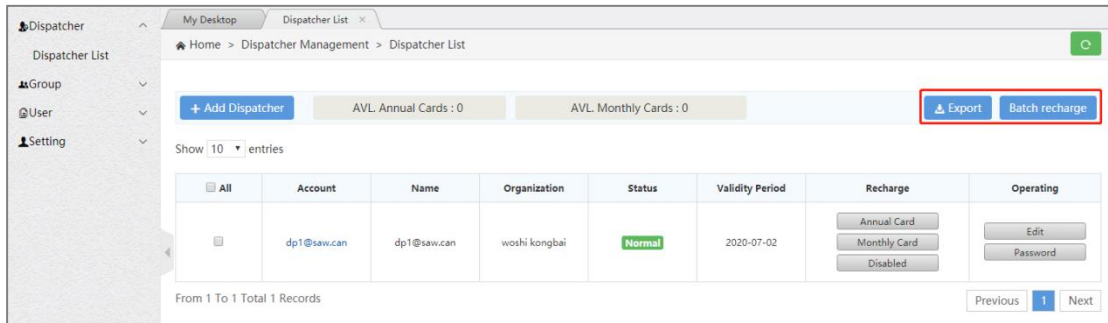 Dispatcher
Dispatcher List
Group
User
Setting
My Desktop Dispatcher List ×
Home > Dispatcher Management > Dispatcher List
+ Add Dispatcher AVL. Annual Cards : 0 AVL. Monthly Cards : 0 Export Batch recharge
Show 10 entries
All Account Name Organization Status Validity Period Recharge Operating
dp1@saw.can dp1@saw.can woshi kongbai Normal 2020-07-02
Annual Card
Monthly Card
Disabled
Edit
Password
From 1 To 1 Total 1 Records
Previous 1 Next